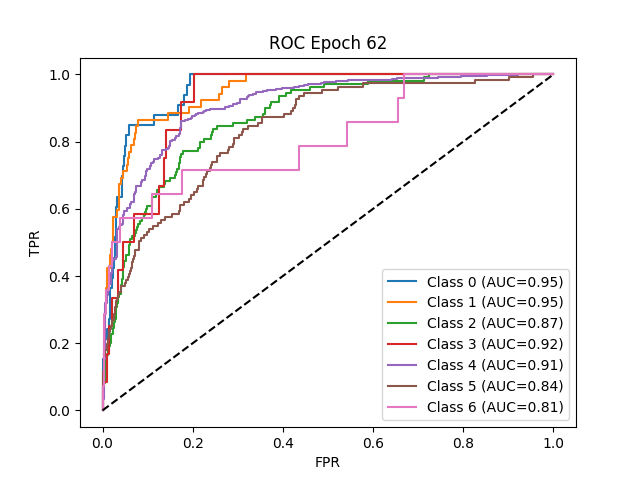 ROC Epoch 62
TPR
1.0
0.8
0.6
0.4
0.2
0.0
Class 0 (AUC=0.95)
Class 1 (AUC=0.95)
Class 2 (AUC=0.87)
Class 3 (AUC=0.92)
Class 4 (AUC=0.91)
Class 5 (AUC=0.84)
Class 6 (AUC=0.81)
0.0 0.2 0.4 0.6 0.8 1.0
FPR